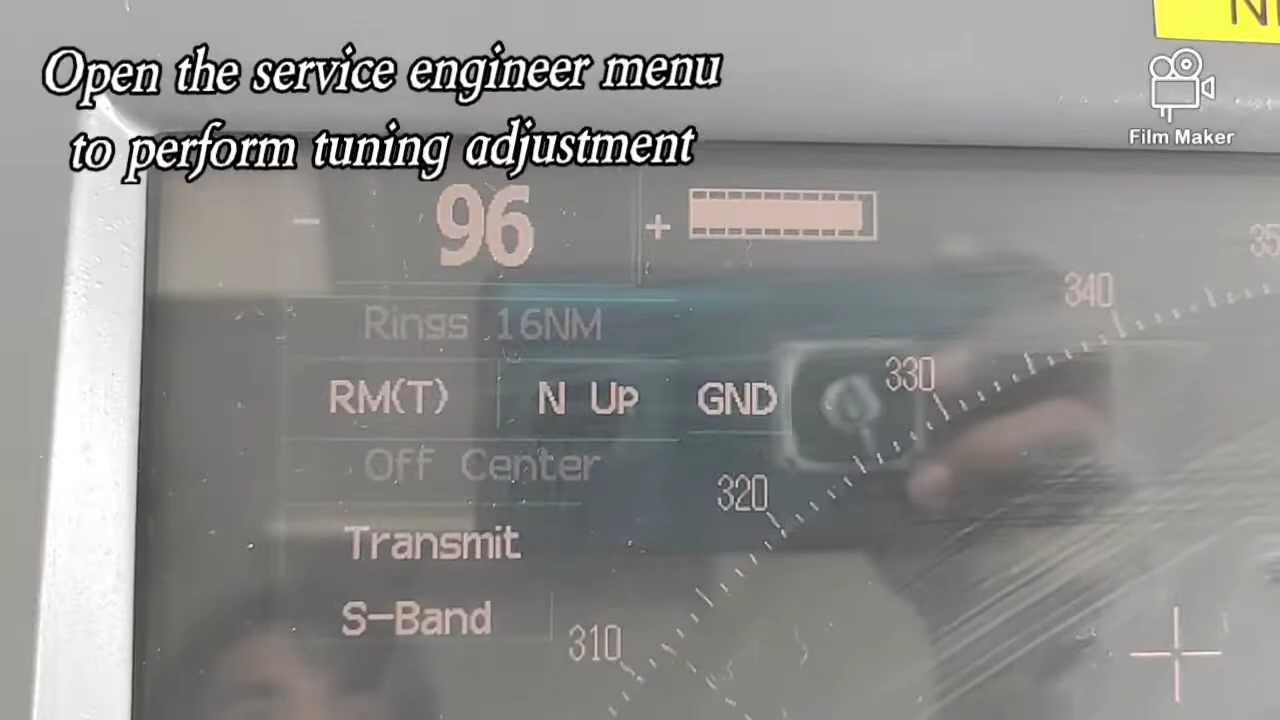 Open the service engineer menu
to perform tuning adjustment
Film Maker
- 96 +
Rings 16NM
RM(T) N Up GND
Off Center
Transmit
S-Band
310
320
330
340